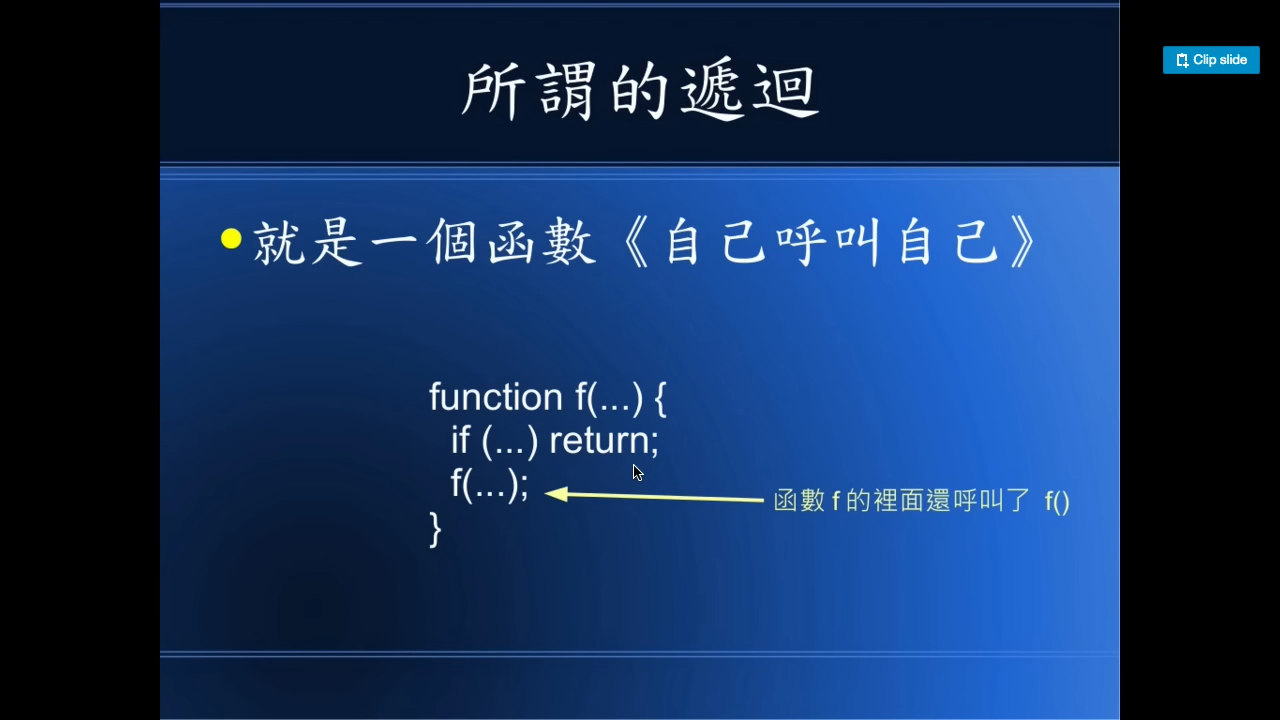 Clip slide
所謂的遞迴
•就是一個函數《自己呼叫自己》
function f(...) {
if (...) return;
f(...);
函數 f 的裡面還呼叫了 f()
}